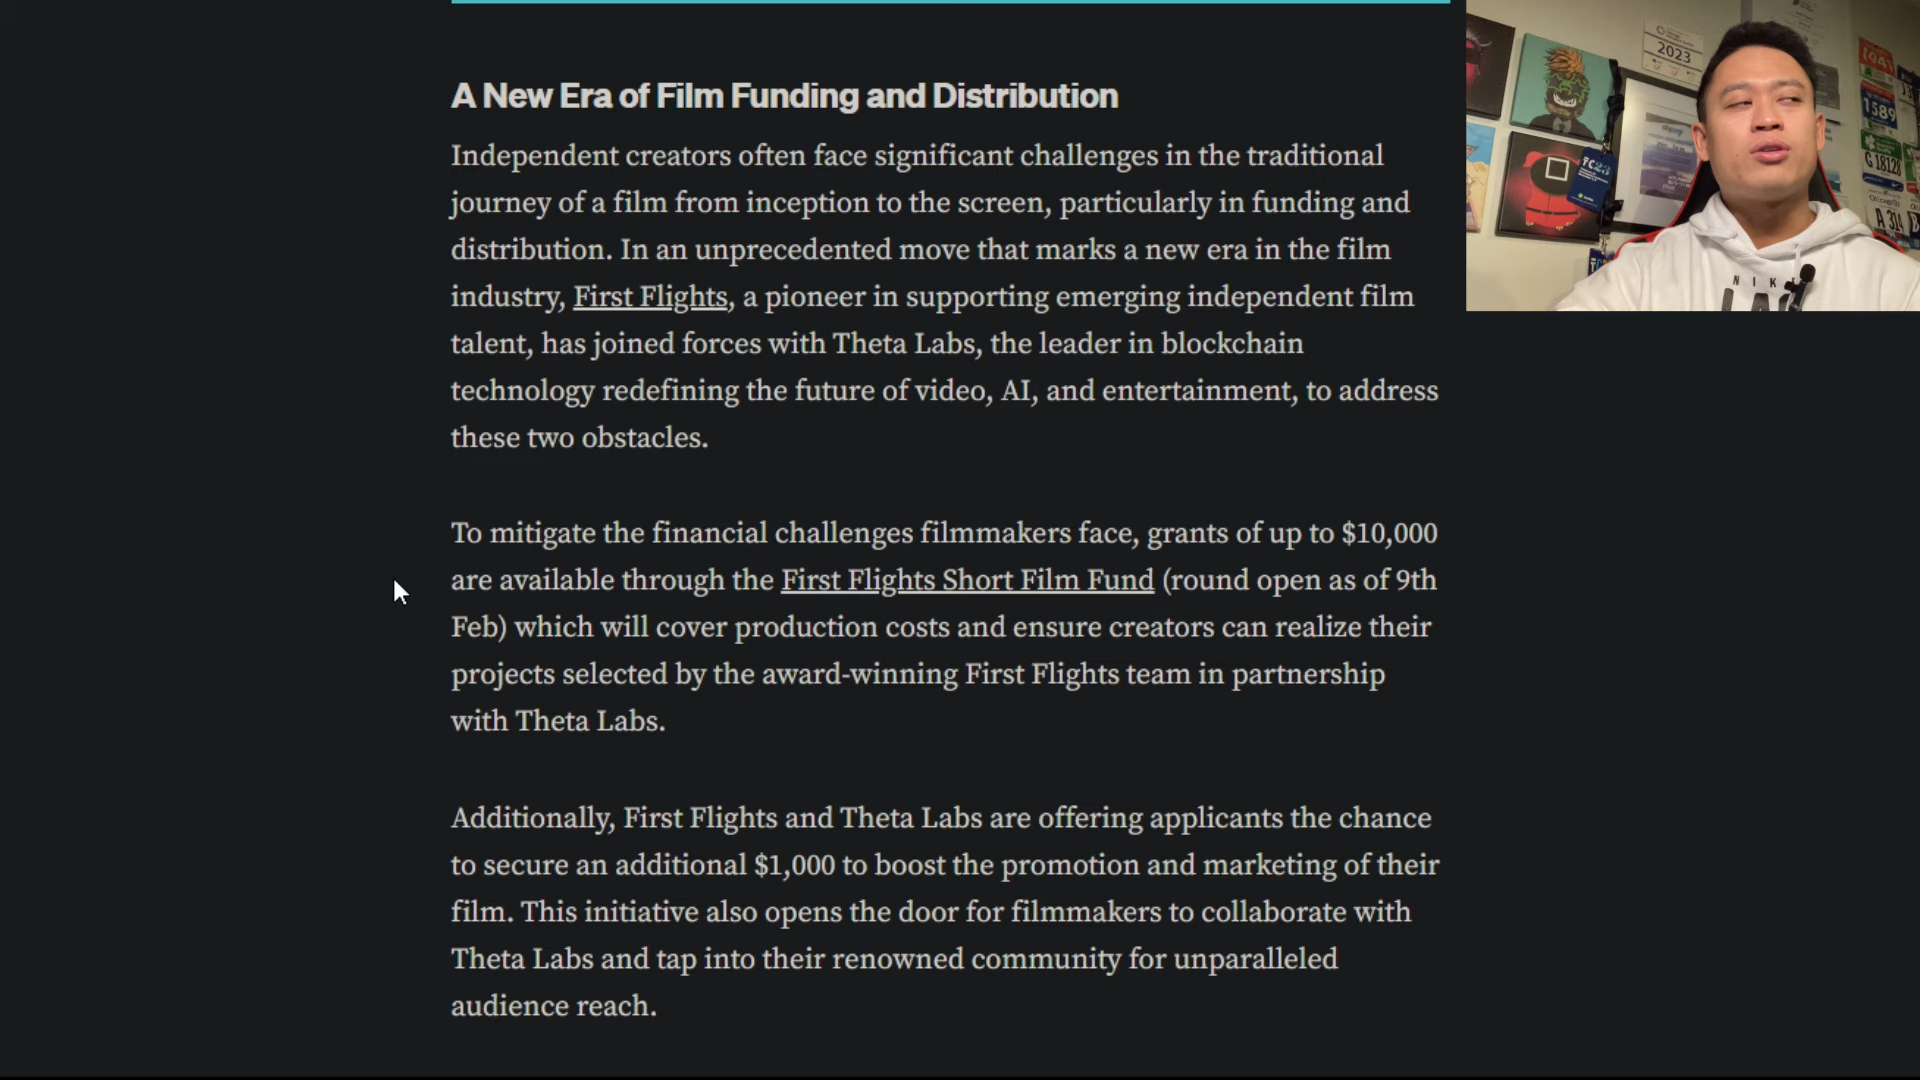 A New Era of Film Funding and Distribution
Independent creators often face significant challenges in the traditional
journey of a film from inception to the screen, particularly in funding and
distribution. In an unprecedented move that marks a new era in the film
industry, First Flights, a pioneer in supporting emerging independent film
talent, has joined forces with Theta Labs, the leader in blockchain
technology redefining the future of video, AI, and entertainment, to address
these two obstacles.
To mitigate the financial challenges filmmakers face, grants of up to $10,000
are available through the First Flights Short Film Fund (round open as of 9th
Feb) which will cover production costs and ensure creators can realize their
projects selected by the award-winning First Flights team in partnership
with Theta Labs.
Additionally, First Flights and Theta Labs are offering applicants the chance
to secure an additional $1,000 to boost the promotion and marketing of their
film. This initiative also opens the door for filmmakers to collaborate with
Theta Labs and tap into their renowned community for unparalleled
audience reach.
2023
1941
1589
G 18128
A 314
TC23
NIKE